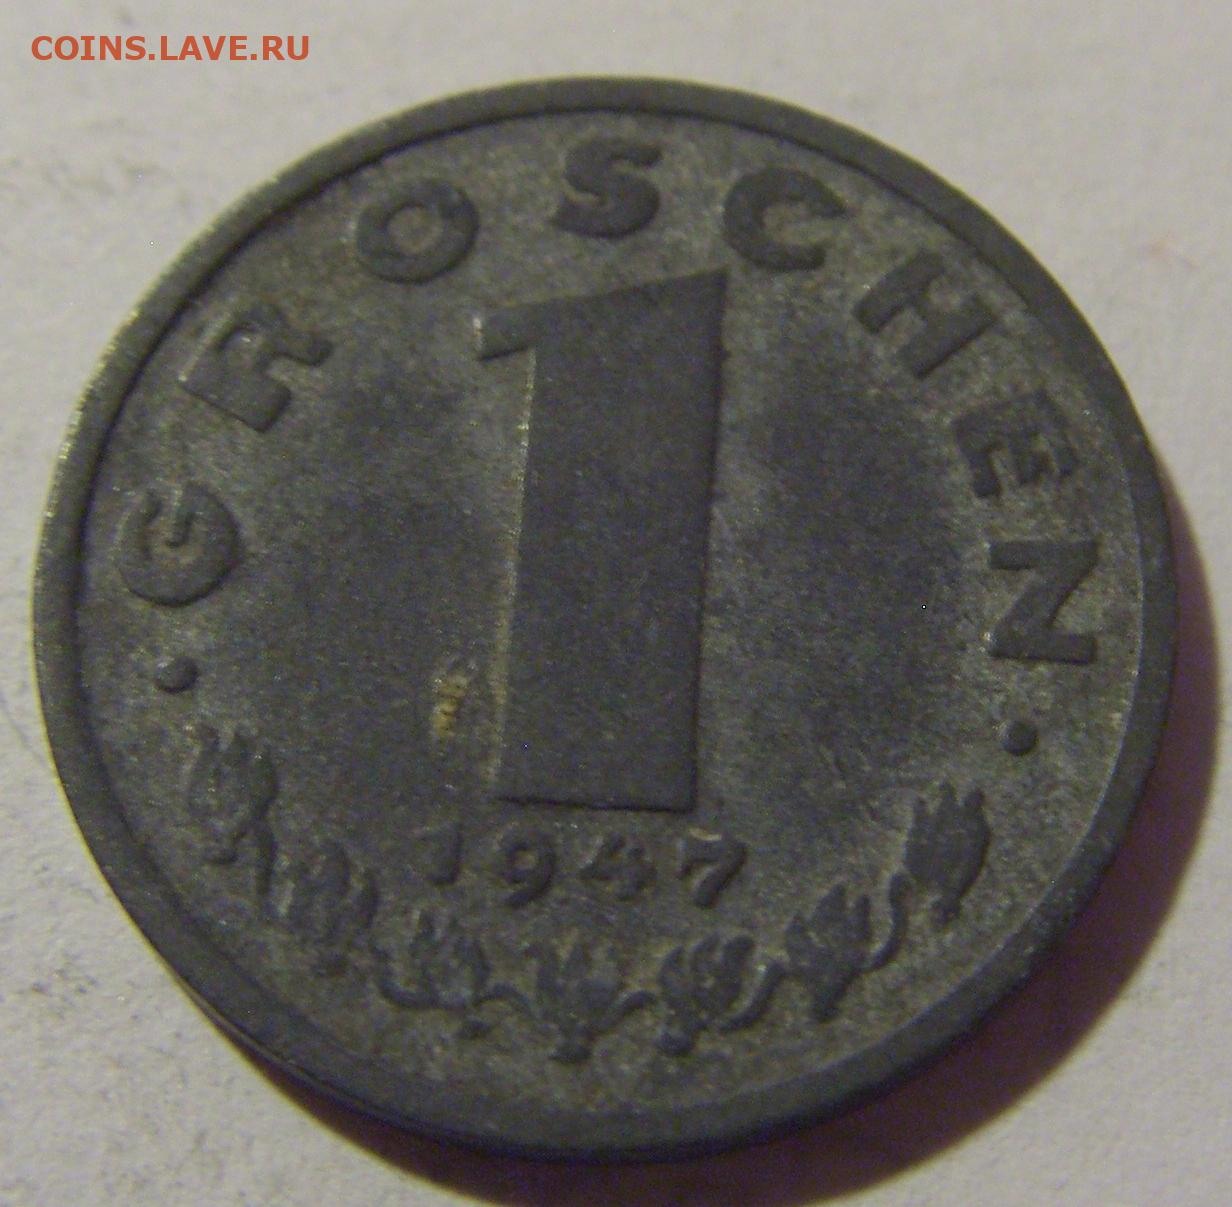 COINS.LAVE.RU
· GROSCHEN ·
1
1947